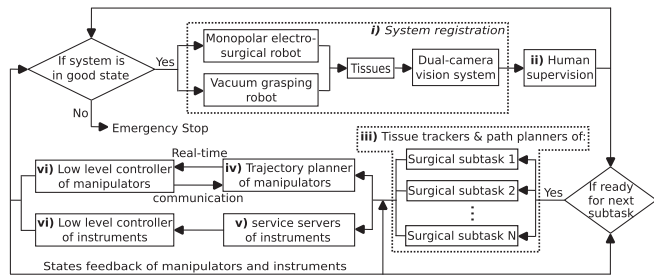 i) System registration
If system is
in good state
Yes
No
Emergency Stop
Monopolar electro-
surgical robot
Vacuum grasping
robot
Tissues
Dual-camera
vision system
ii) Human
supervision
iii) Tissue trackers & path planners of:
Surgical subtask 1
Surgical subtask 2
⋮
Surgical subtask N
Yes
If ready
for next
subtask
Real-time
communication
vi) Low level controller
of manipulators
iv) Trajectory planner
of manipulators
vi) Low level controller
of instruments
v) service servers
of instruments
States feedback of manipulators and instruments